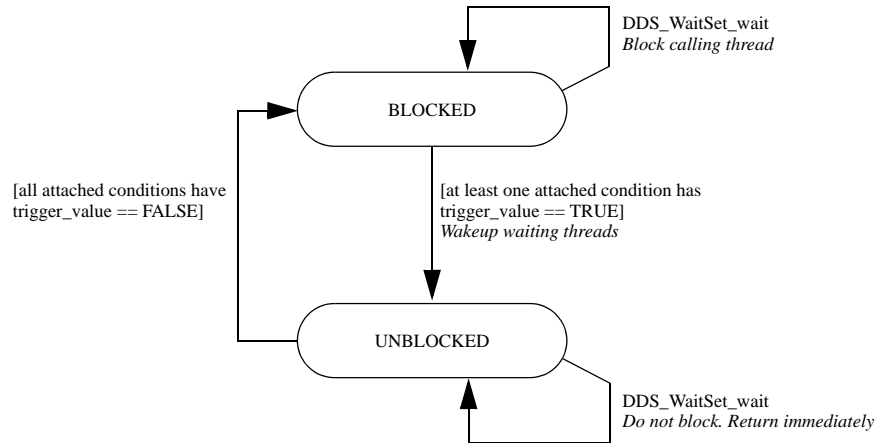 DDS_WaitSet_wait
Block calling thread
BLOCKED
[all attached conditions have
trigger_value == FALSE]
[at least one attached condition has
trigger_value == TRUE]
Wakeup waiting threads
UNBLOCKED
DDS_WaitSet_wait
Do not block. Return immediately